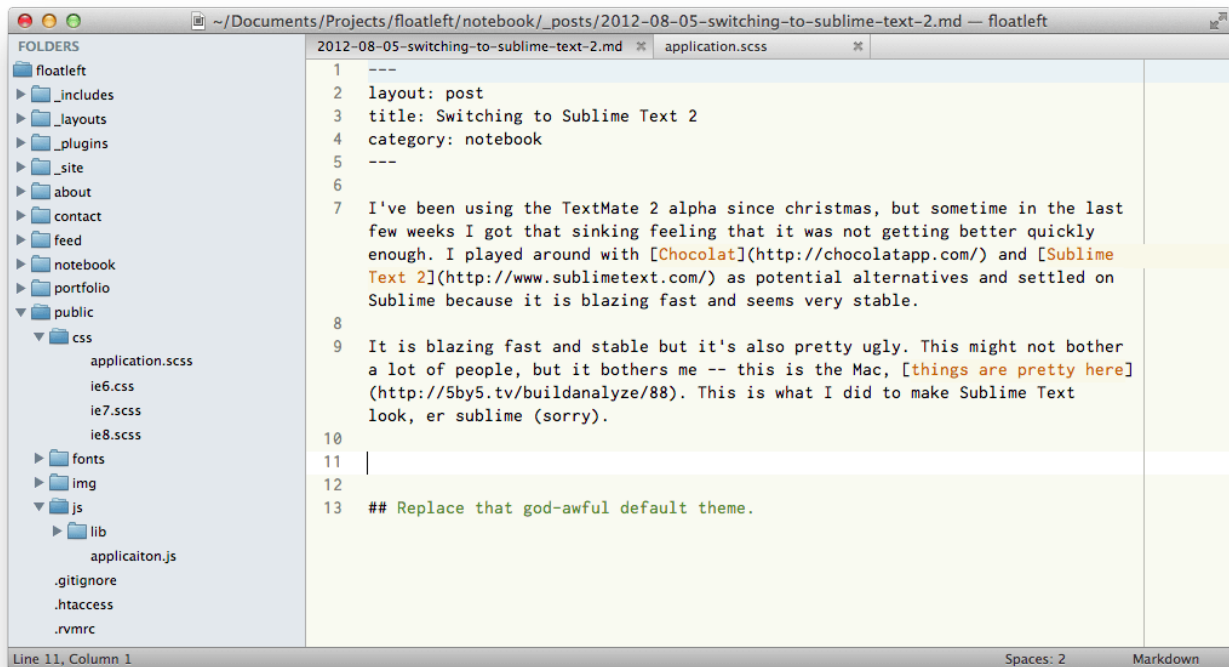 ~/Documents/Projects/floatleft/notebook/_posts/2012-08-05-switching-to-sublime-text-2.md — floatleft
FOLDERS
floatleft
_includes
_layouts
_plugins
_site
about
contact
feed
notebook
portfolio
public
css
application.scss
ie6.css
ie7.scss
ie8.scss
fonts
img
js
lib
applicaiton.js
.gitignore
.htaccess
.rvmrc
2012-08-05-switching-to-sublime-text-2.md
application.scss
1 ---
2 layout: post
3 title: Switching to Sublime Text 2
4 category: notebook
5 ---
6
7 I've been using the TextMate 2 alpha since christmas, but sometime in the last
few weeks I got that sinking feeling that it was not getting better quickly
enough. I played around with [Chocolat](http://chocolatapp.com/) and [Sublime
Text 2](http://www.sublimetext.com/) as potential alternatives and settled on
Sublime because it is blazing fast and seems very stable.
8
9 It is blazing fast and stable but it's also pretty ugly. This might not bother
a lot of people, but it bothers me -- this is the Mac, [things are pretty here]
(http://5by5.tv/buildanalyze/88). This is what I did to make Sublime Text
look, er sublime (sorry).
10
11
12
13 ## Replace that god-awful default theme.
Line 11, Column 1
Spaces: 2
Markdown